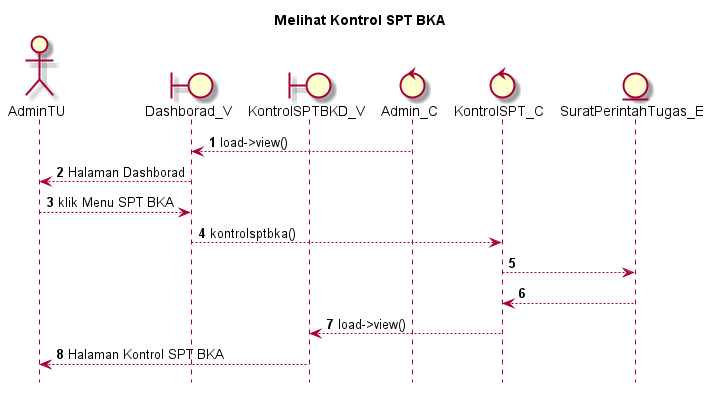 Melihat Kontrol SPT BKA
AdminTU
Dashborad_V
KontrolSPTBKD_V
Admin_C
KontrolSPT_C
SuratPerintahTugas_E
1 load->view()
2 Halaman Dashborad
3 klik Menu SPT BKA
4 kontrolsptbka()
5
6
7 load->view()
8 Halaman Kontrol SPT BKA